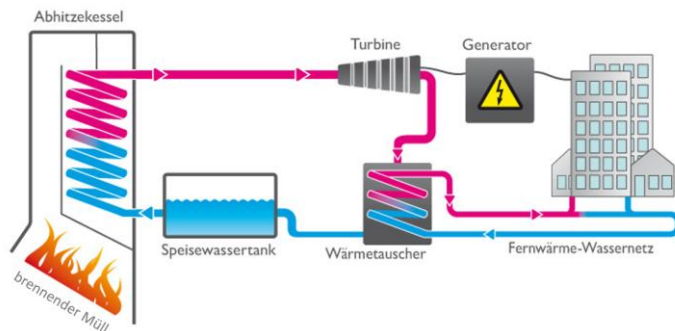 Abhitzekessel
Turbine
Generator
Speisewassertank
Wärmetauscher
Fernwärme-Wassernetz
brennender Müll